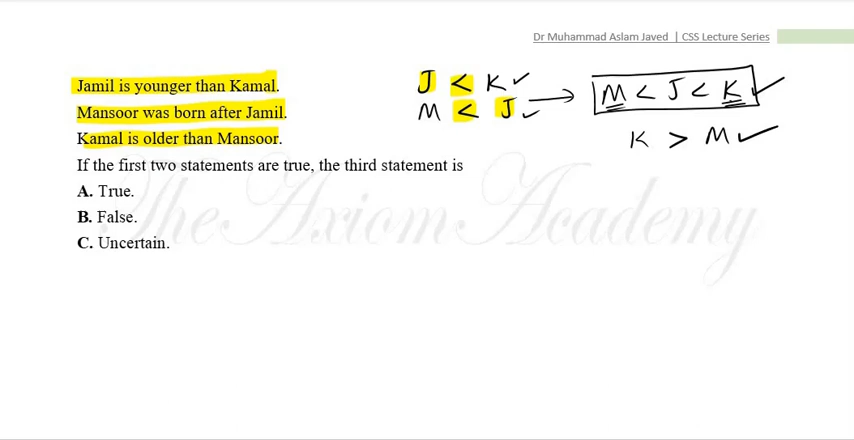 Dr Muhammad Aslam Javed | CSS Lecture Series
Jamil is younger than Kamal.
Mansoor was born after Jamil.
Kamal is older than Mansoor.
If the first two statements are true, the third statement is
A. True.
B. False.
C. Uncertain.
J < K ✓
M < J ✓ → M < J < K ✓
K > M ✓
The Axiom Academy